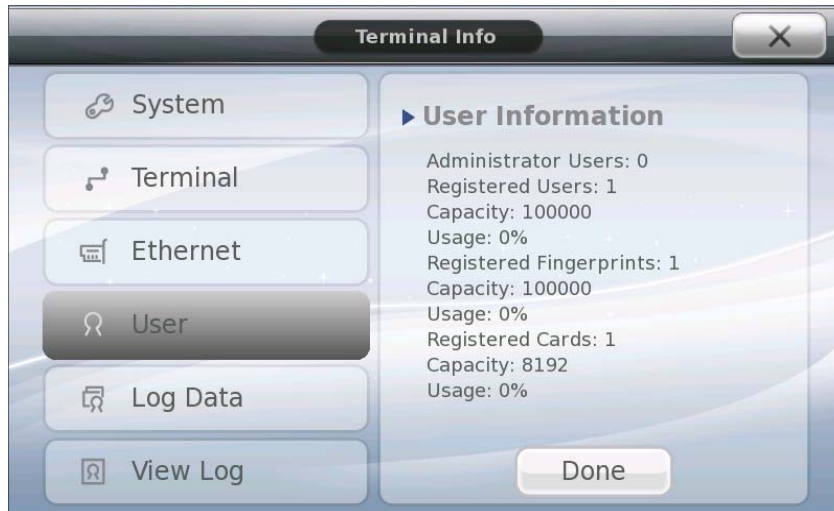 Terminal Info
System
Terminal
Ethernet
User
Log Data
View Log
User Information
Administrator Users: 0
Registered Users: 1
Capacity: 100000
Usage: 0%
Registered Fingerprints: 1
Capacity: 100000
Usage: 0%
Registered Cards: 1
Capacity: 8192
Usage: 0%
Done